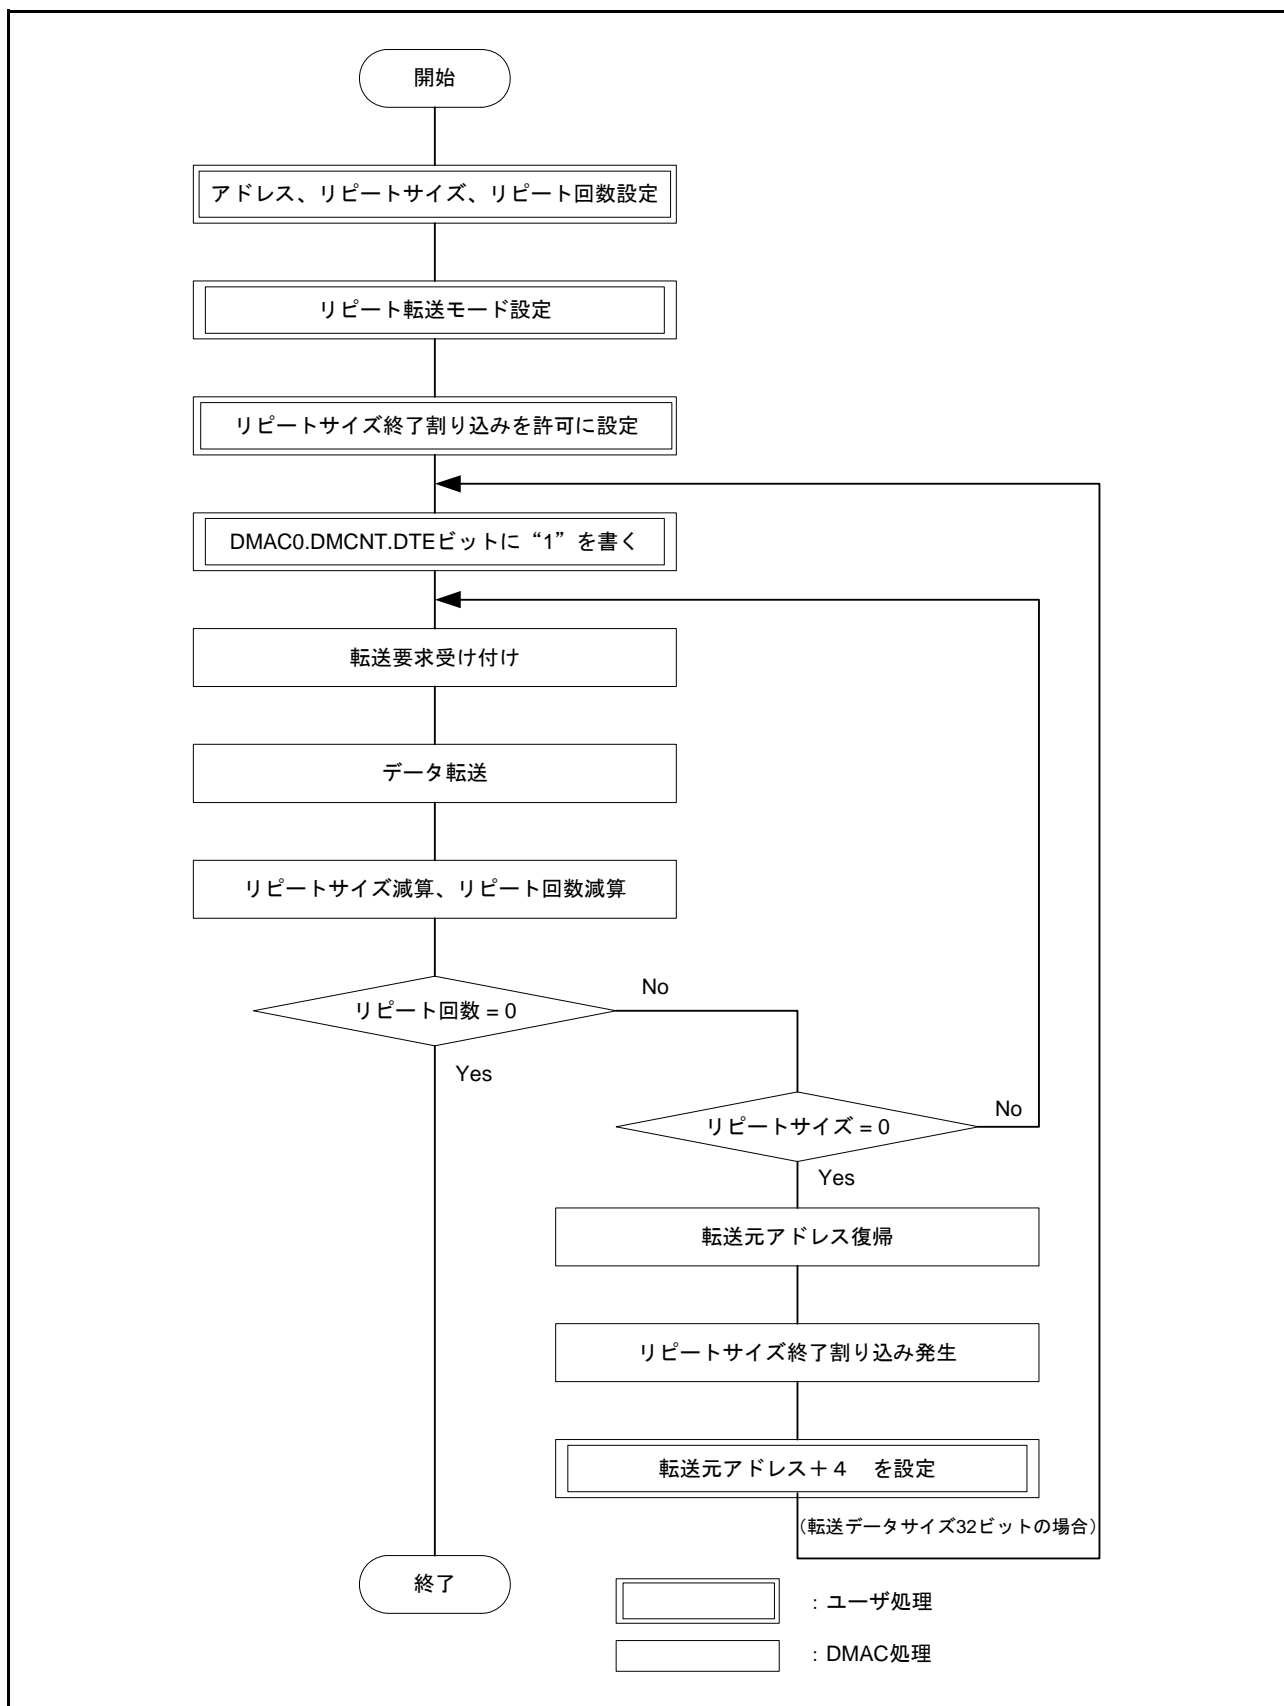 開始
アドレス、リピートサイズ、リピート回数設定
リピート転送モード設定
リピートサイズ終了割り込みを許可に設定
DMAC0.DMCNT.DTEビットに“1”を書く
転送要求受け付け
データ転送
リピートサイズ減算、リピート回数減算
リピート回数 = 0
No
Yes
リピートサイズ = 0
No
Yes
転送元アドレス復帰
リピートサイズ終了割り込み発生
転送元アドレス＋４　を設定
（転送データサイズ32ビットの場合）
終了
：ユーザ処理
：DMAC処理